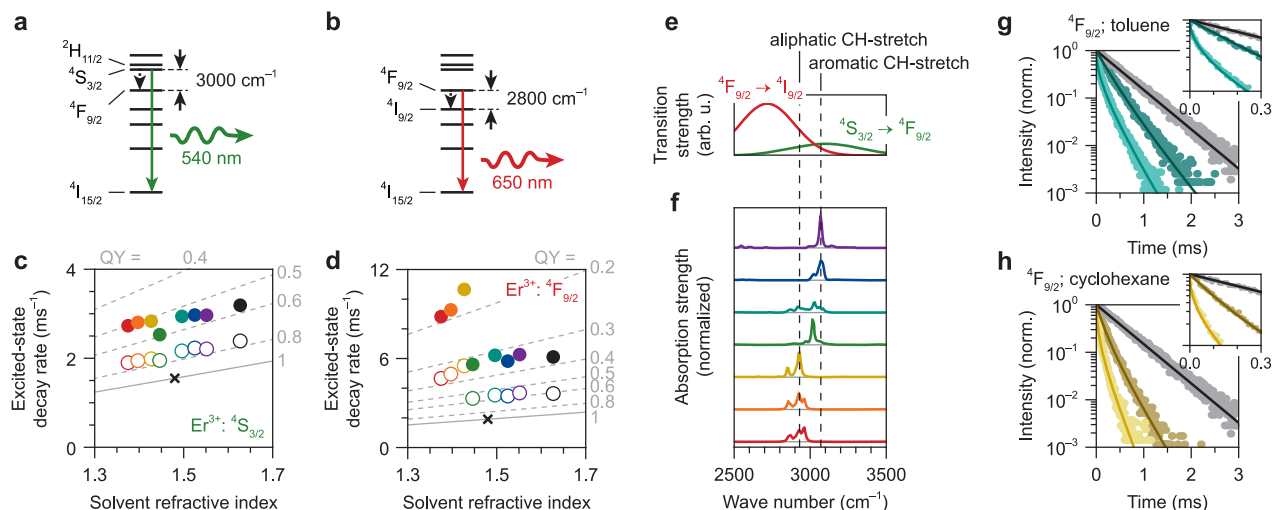 a
²H₁₁/₂
⁴S₃/₂
⁴F₉/₂
⁴I₁₅/₂
3000 cm⁻¹
540 nm
b
⁴F₉/₂
⁴I₉/₂
⁴I₁₅/₂
2800 cm⁻¹
650 nm
c
QY =
0.4
0.5
0.6
0.8
1
Er³⁺: ⁴S₃/₂
Excited-state
decay rate (ms⁻¹)
4
2
0
1.3
1.5
1.7
Solvent refractive index
d
QY =
0.2
0.3
0.4
0.5
0.6
0.8
1
Er³⁺: ⁴F₉/₂
Excited-state
decay rate (ms⁻¹)
12
6
0
1.3
1.5
1.7
Solvent refractive index
e
aliphatic CH-stretch
aromatic CH-stretch
⁴F₉/₂ → ⁴I₉/₂
⁴S₃/₂ → ⁴F₉/₂
Transition
strength
(arb. u.)
f
Absorption strength
(normalized)
2500
3000
3500
Wave number (cm⁻¹)
g
⁴F₉/₂; toluene
Intensity (norm.)
10⁰
10⁻¹
10⁻²
10⁻³
0
1
2
3
Time (ms)
0.0
0.3
h
⁴F₉/₂; cyclohexane
Intensity (norm.)
10⁰
10⁻¹
10⁻²
10⁻³
0
1
2
3
Time (ms)
0.0
0.3